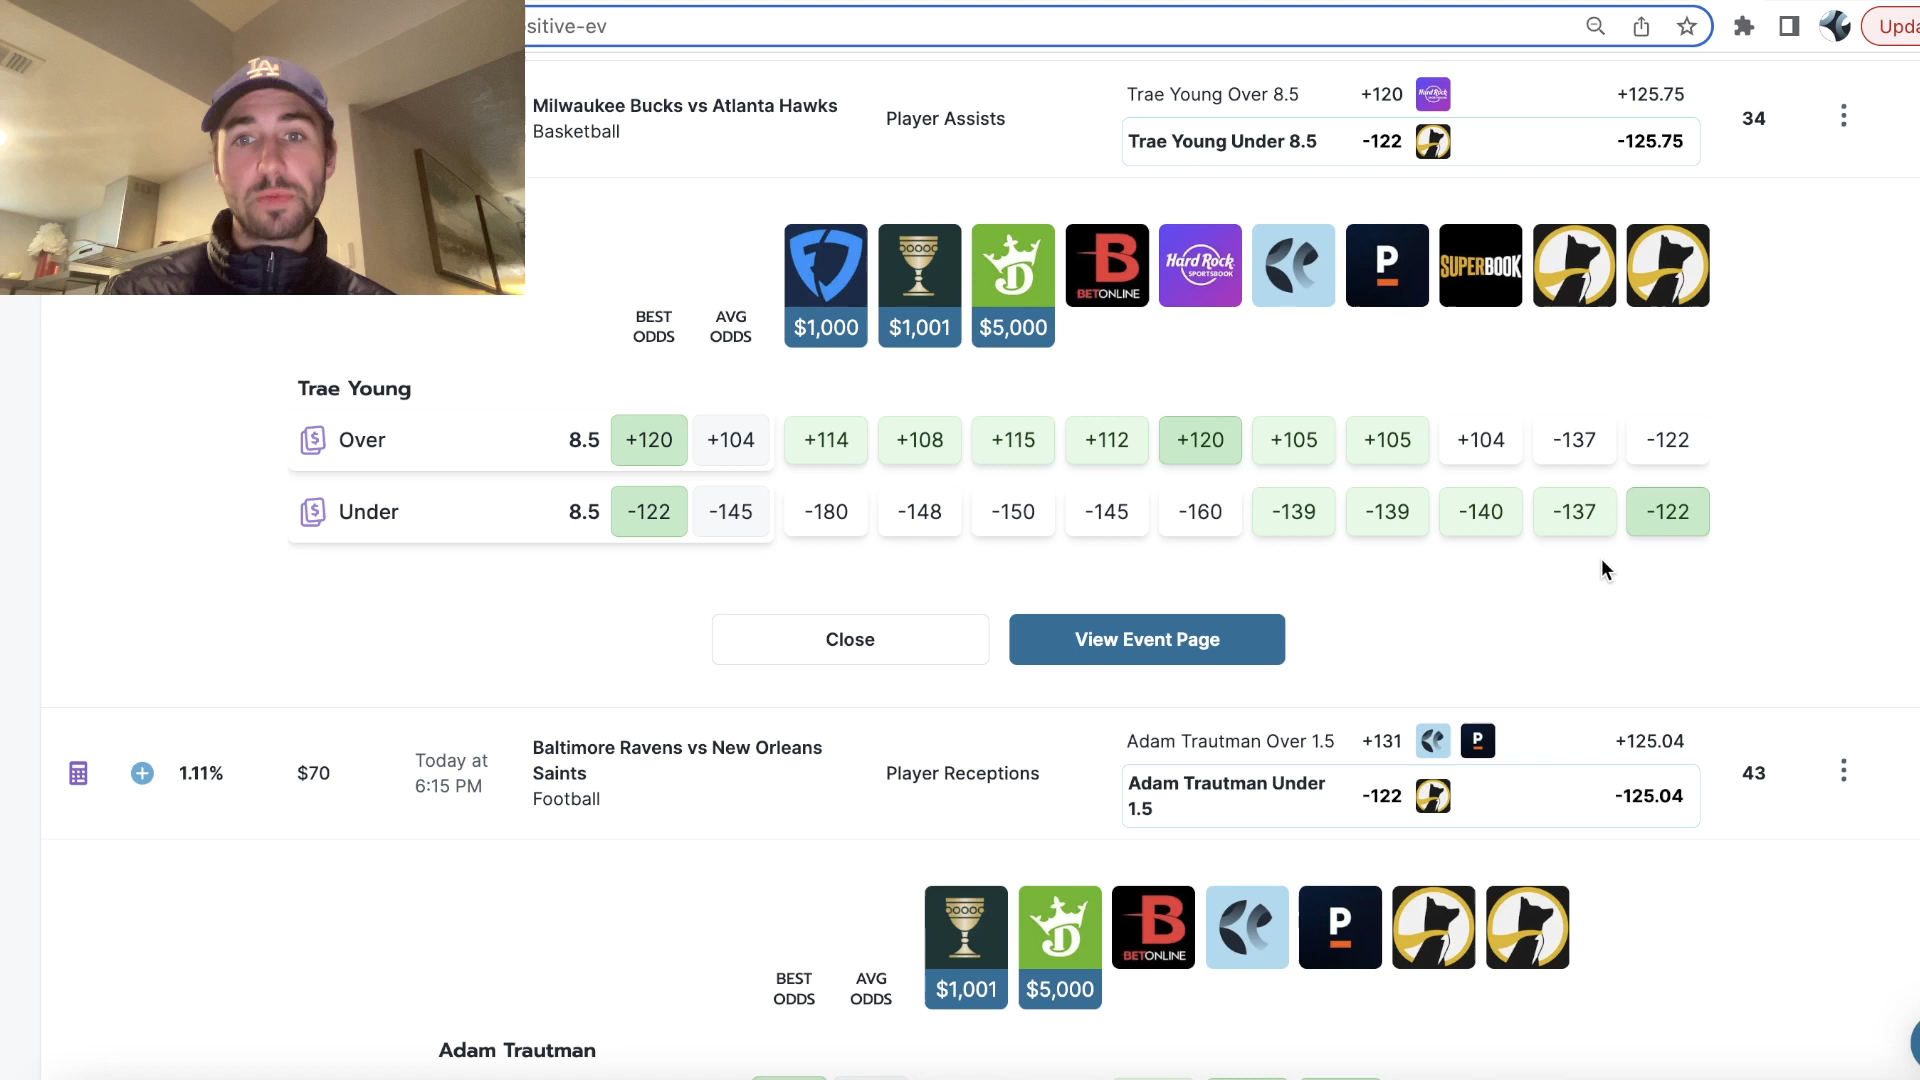 sitive-ev
Upda
LA
Milwaukee Bucks vs Atlanta Hawks
Basketball
Player Assists
Trae Young Over 8.5 +120 Hard Rock +125.75
Trae Young Under 8.5 -122 -125.75
34
BEST ODDS
AVG ODDS
$1,000
$1,001
D $5,000
B BETONLINE
Hard Rock SPORTSBOOK
P
SUPERBOOK
Trae Young
Over 8.5 +120 +104 +114 +108 +115 +112 +120 +105 +105 +104 -137 -122
Under 8.5 -122 -145 -180 -148 -150 -145 -160 -139 -139 -140 -137 -122
Close
View Event Page
1.11%
$70
Today at
6:15 PM
Baltimore Ravens vs New Orleans
Saints
Football
Player Receptions
Adam Trautman Over 1.5 +131 P +125.04
Adam Trautman Under
1.5
-122 -125.04
43
BEST ODDS
AVG ODDS
$1,001
D $5,000
B BETONLINE
P
Adam Trautman